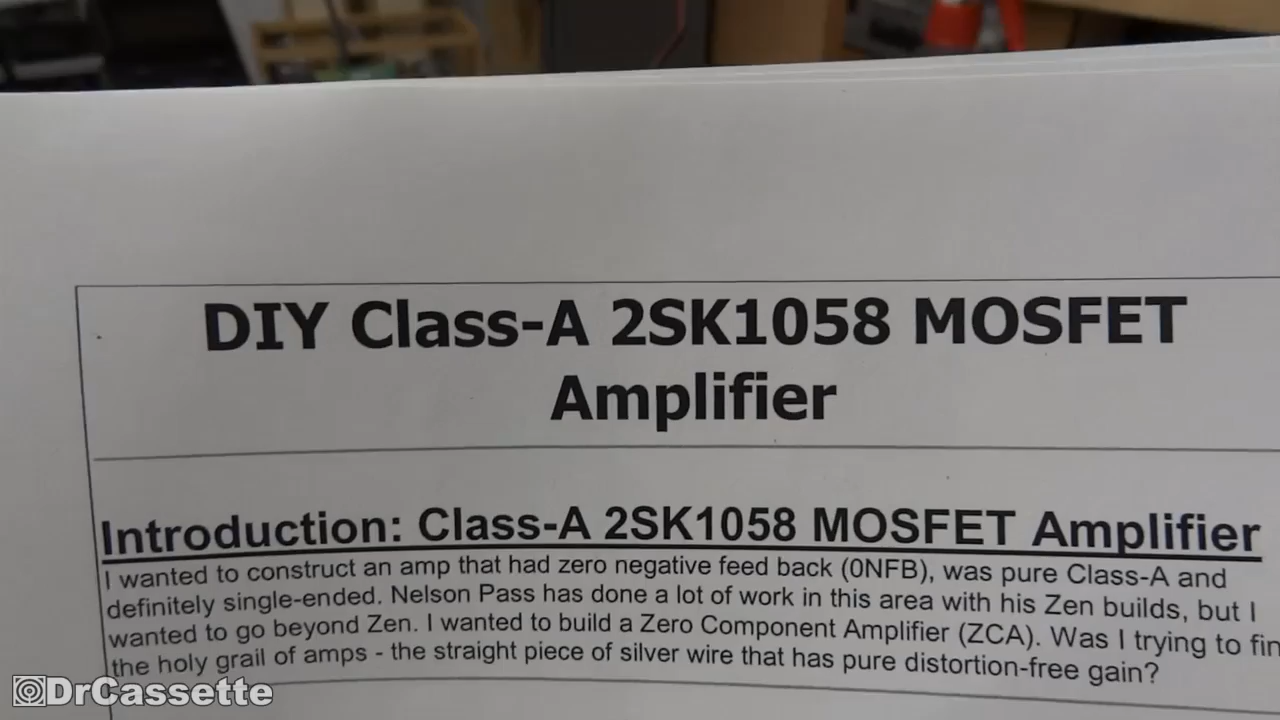 DIY Class-A 2SK1058 MOSFET
Amplifier
Introduction: Class-A 2SK1058 MOSFET Amplifier
I wanted to construct an amp that had zero negative feed back (0NFB), was pure Class-A and
definitely single-ended. Nelson Pass has done a lot of work in this area with his Zen builds, but I
wanted to go beyond Zen. I wanted to build a Zero Component Amplifier (ZCA). Was I trying to fin
the holy grail of amps - the straight piece of silver wire that has pure distortion-free gain?
DrCassette